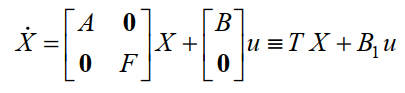 Ẋ = [ A 0 ; 0 F ] X + [ B ; 0 ] u ≡ T X + B₁ u